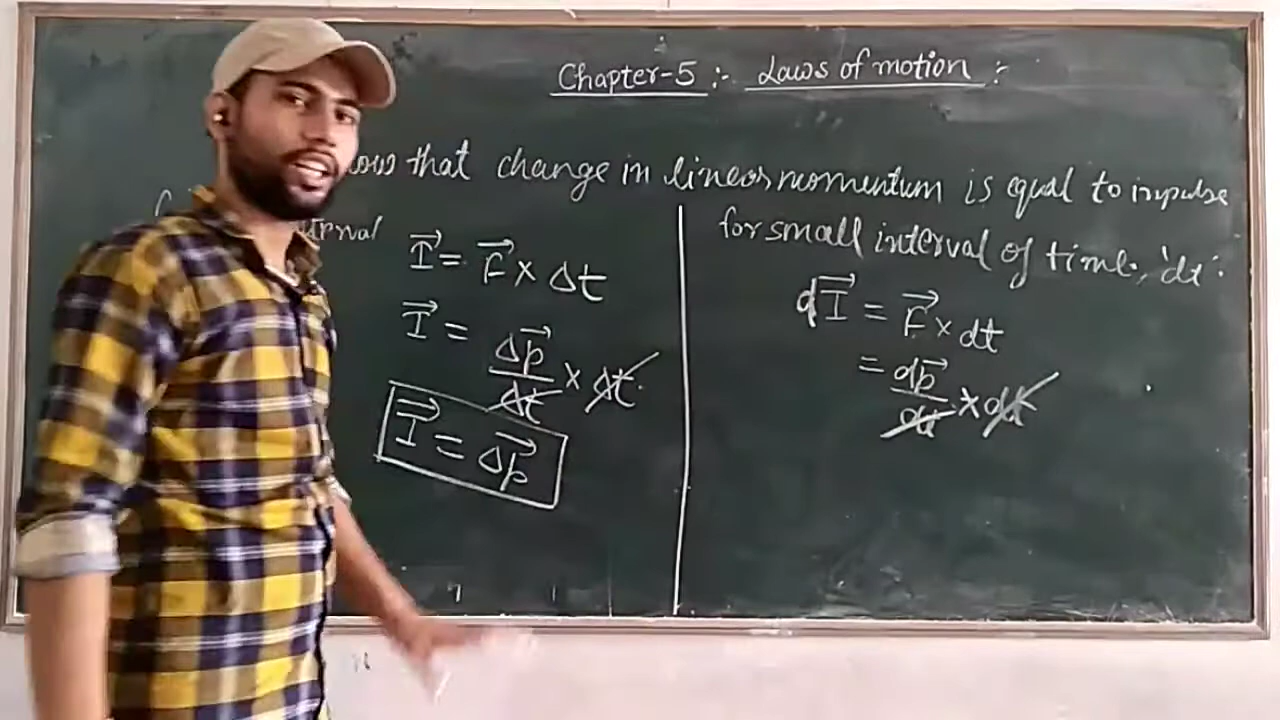 Chapter-5 :- Laws of motion :-
that change in linear momentum is equal to impulse
I⃗ = F⃗ × Δt
I⃗ = Δp⃗/Δt × Δt
I⃗ = Δp⃗
for small interval of time, 'dt'.
dI⃗ = F⃗ × dt
= dp⃗/dt × dt